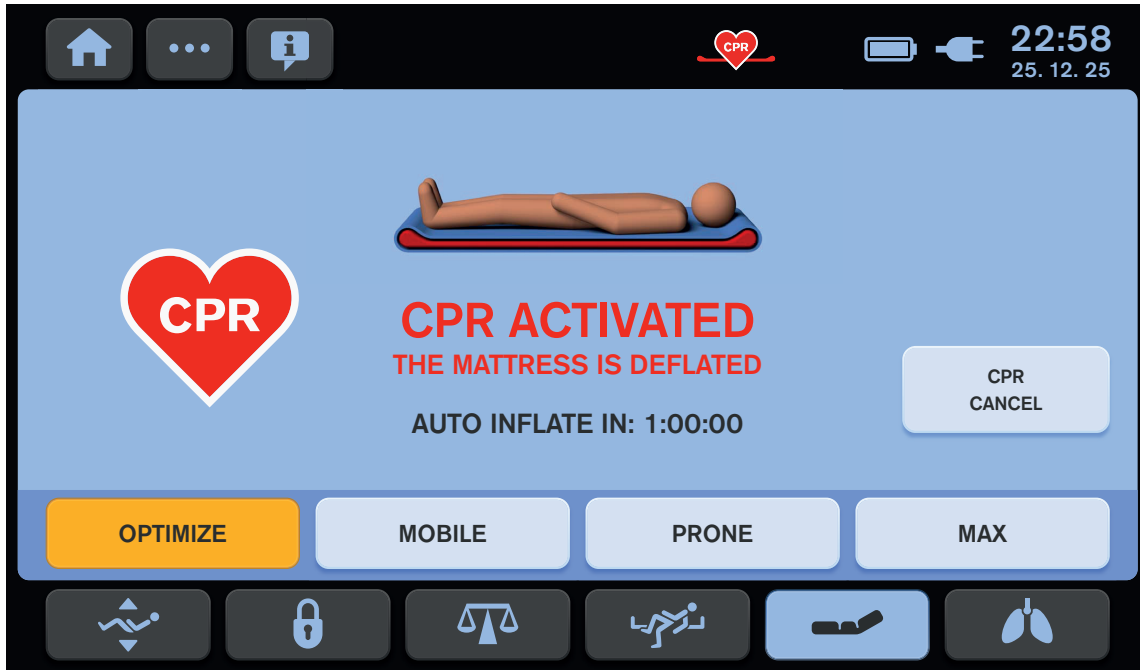 CPR
22:58
25. 12. 25
CPR
CPR ACTIVATED
THE MATTRESS IS DEFLATED
AUTO INFLATE IN: 1:00:00
CPR
CANCEL
OPTIMIZE
MOBILE
PRONE
MAX